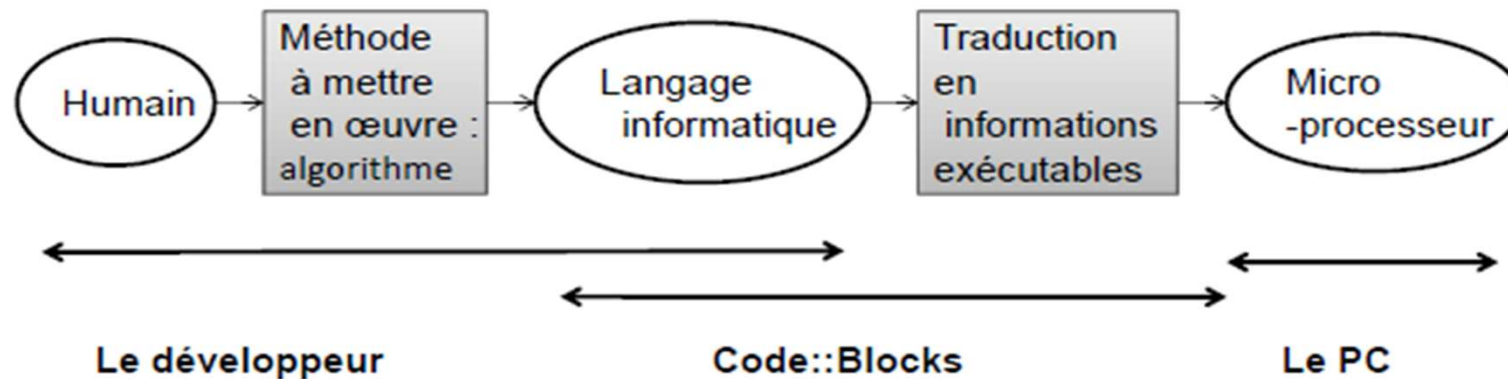 Humain
Méthode
à mettre
en œuvre :
algorithme
Langage
informatique
Traduction
en
informations
exécutables
Micro
-processeur
Le développeur
Code::Blocks
Le PC